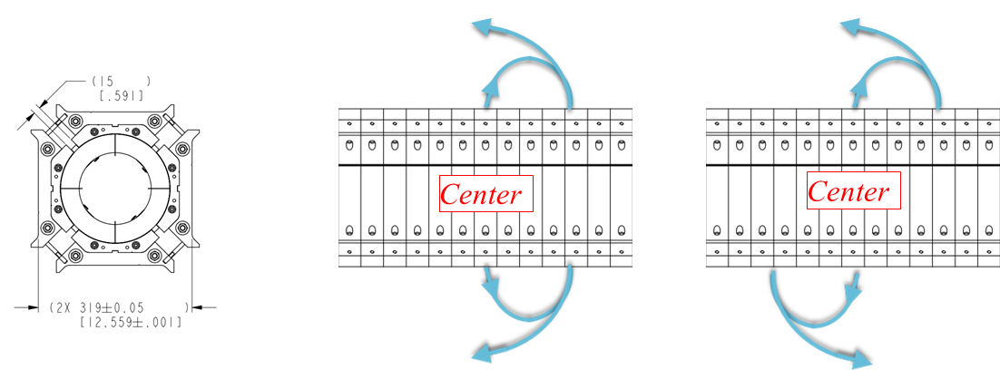 (15 )
[.591]
(2X 319±0.05 )
[12.559±.001]
Center
Center